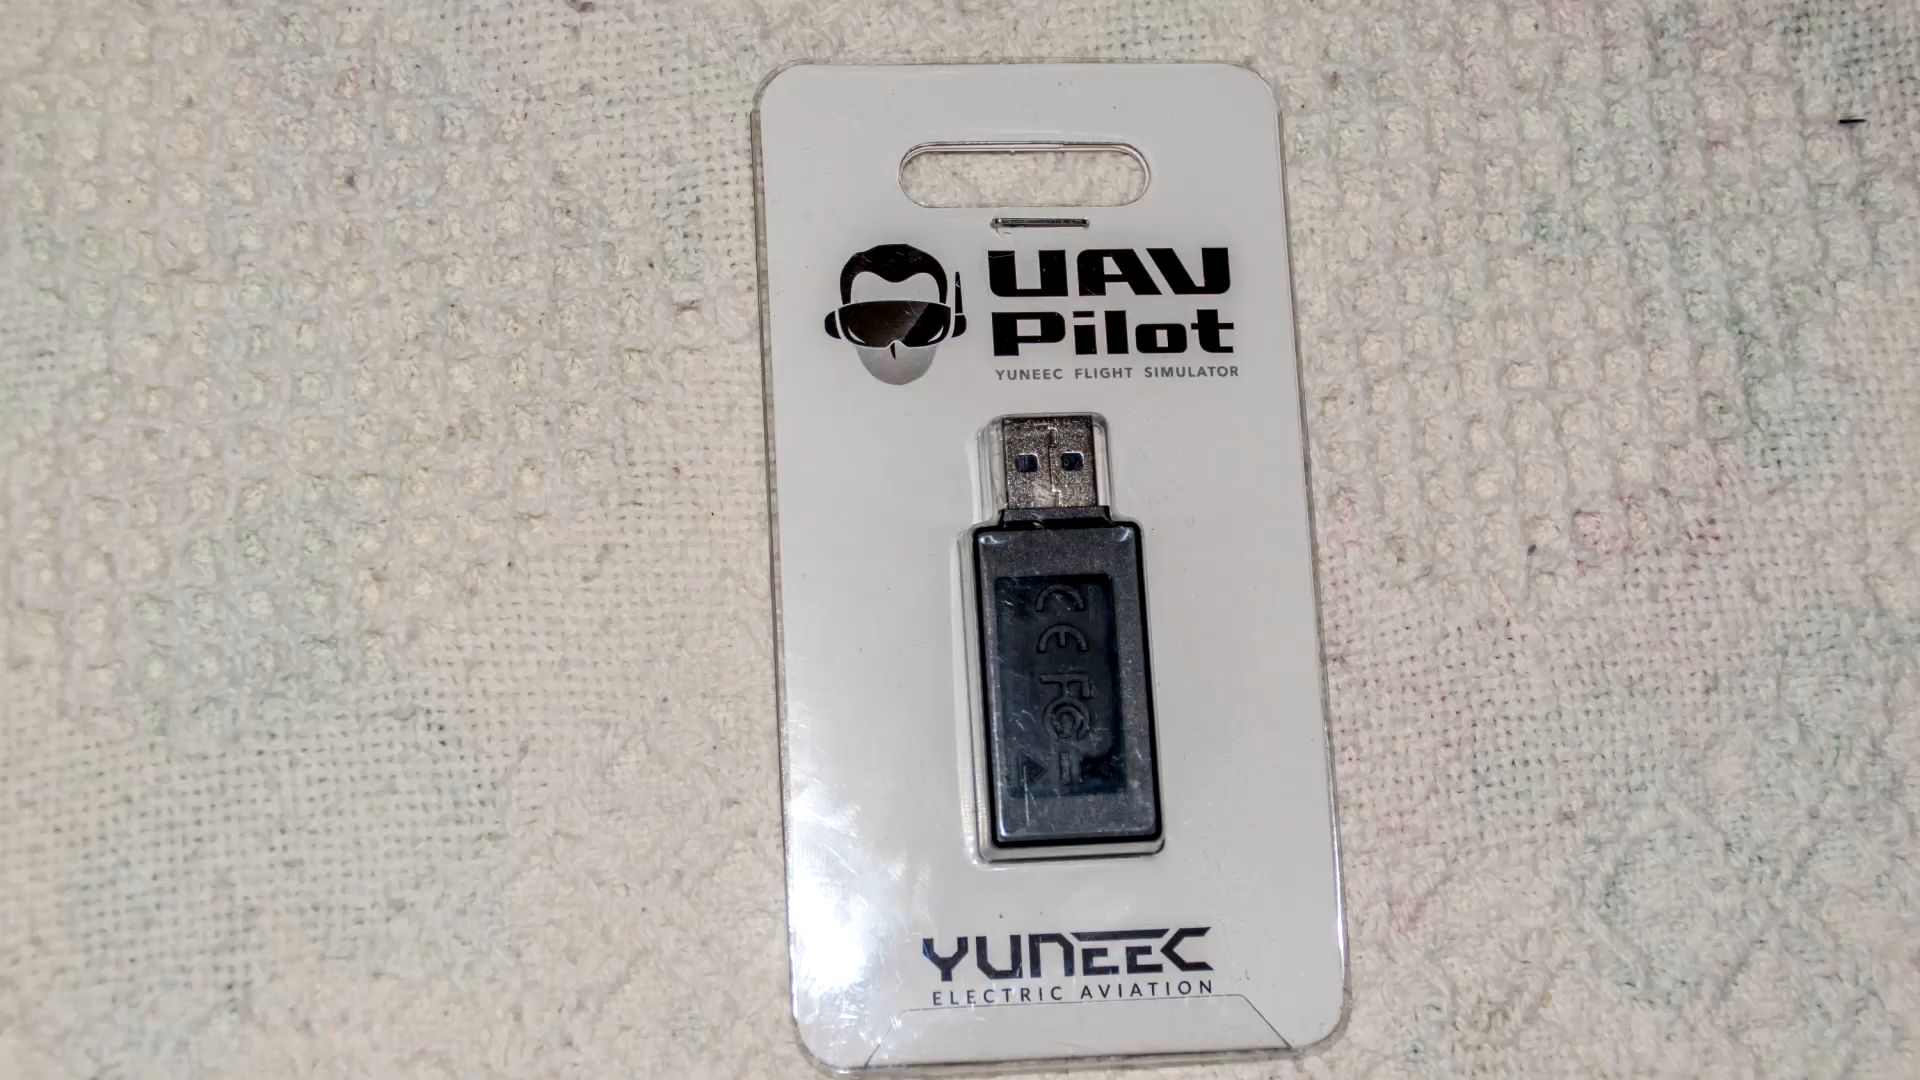 UAV
Pilot
YUNEEC FLIGHT SIMULATOR
CE FC
YUNEEC
ELECTRIC AVIATION